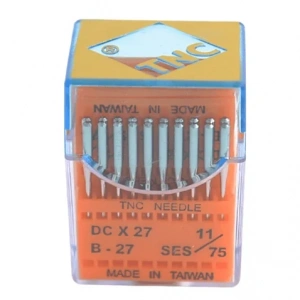 TNC
MADE IN TAIWAN
TNC NEEDLE
DC X 27 11/75
B - 27 SES
MADE IN TAIWAN